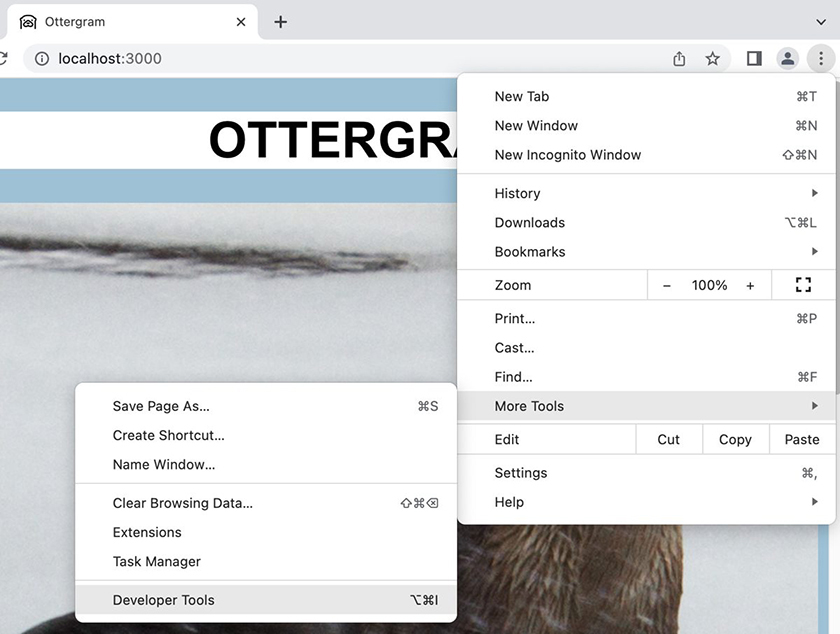 Ottergram
localhost:3000
OTTERGRA
New Tab ⌘T
New Window ⌘N
New Incognito Window ⇧⌘N
History
Downloads ⌥⌘L
Bookmarks
Zoom − 100% +
Print... ⌘P
Cast...
Find... ⌘F
More Tools
Edit Cut Copy Paste
Settings ⌘,
Help
Save Page As... ⌘S
Create Shortcut...
Name Window...
Clear Browsing Data... ⇧⌘⌫
Extensions
Task Manager
Developer Tools ⌥⌘I